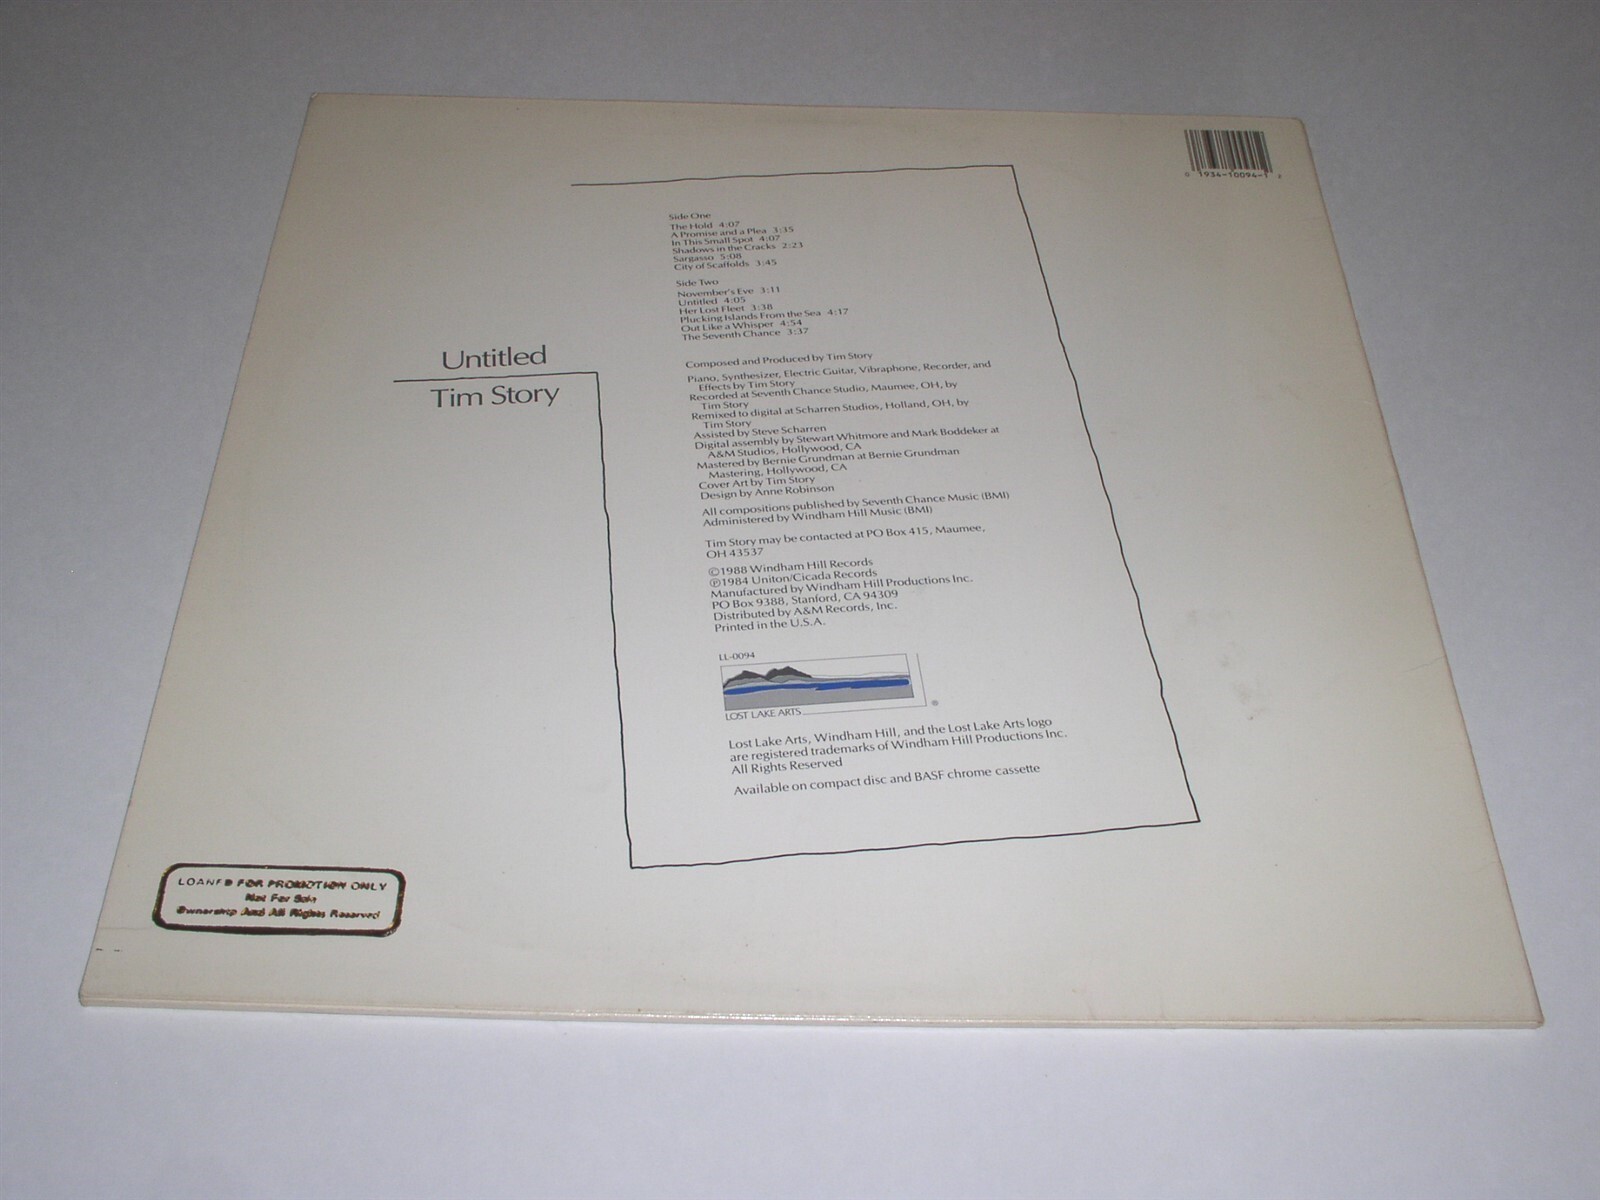 0 1934-10094-1 2
Side One
The Hold 4:07
A Promise and a Plea 3:35
In This Small Spot 4:07
Shadows in the Cracks 2:23
Sargasso 5:08
City of Scaffolds 3:45
Side Two
November's Eve 3:11
Untitled 4:05
Her Lost Fleet 3:38
Plucking Islands From the Sea 4:17
Out Like a Whisper 4:54
The Seventh Chance 3:37
Untitled
Tim Story
Composed and Produced by Tim Story
Piano, Synthesizer, Electric Guitar, Vibraphone, Recorder, and
Effects by Tim Story
Recorded at Seventh Chance Studio, Maumee, OH, by
Tim Story
Remixed to digital at Scharren Studios, Holland, OH, by
Tim Story
Assisted by Steve Scharren
Digital assembly by Stewart Whitmore and Mark Boddeker at
A&M Studios, Hollywood, CA
Mastered by Bernie Grundman at Bernie Grundman
Mastering, Hollywood, CA
Cover Art by Tim Story
Design by Anne Robinson
All compositions published by Seventh Chance Music (BMI)
Administered by Windham Hill Music (BMI)
Tim Story may be contacted at PO Box 415, Maumee,
OH 43537
©1988 Windham Hill Records
℗1984 Uniton/Cicada Records
Manufactured by Windham Hill Productions Inc.
PO Box 9388, Stanford, CA 94309
Distributed by A&M Records, Inc.
Printed in the U.S.A.
LL-0094
LOST LAKE ARTS ®
Lost Lake Arts, Windham Hill, and the Lost Lake Arts logo
are registered trademarks of Windham Hill Productions Inc.
All Rights Reserved
Available on compact disc and BASF chrome cassette
LOANED FOR PROMOTION ONLY
Not For Sale
Ownership And All Rights Reserved